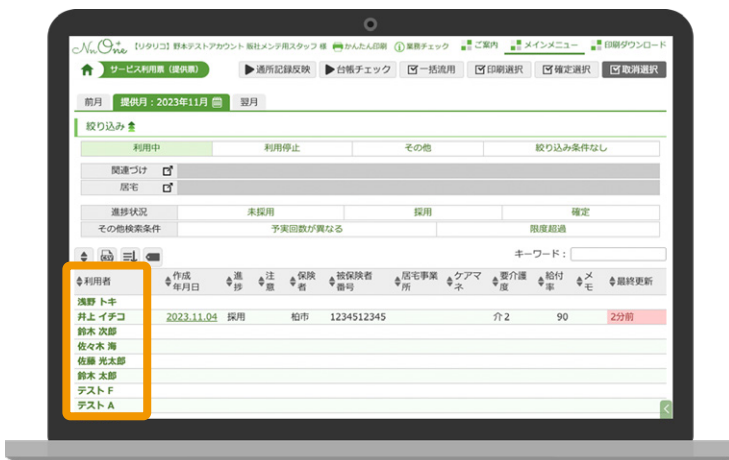 NnOne 【リタリコ】野本テストアカウント 販社メンテ用スタッフ 様 かんたん印刷 業務チェック ご案内 メインメニュー 印刷ダウンロード
サービス利用票（提供票） ▶通所記録反映 ▶台帳チェック 一括流用 印刷選択 確定選択 取消選択
前月 提供月：2023年11月 翌月
絞り込み
利用中 利用停止 その他 絞り込み条件なし
関連づけ
居宅
進捗状況 未採用 採用 確定
その他検索条件 予実回数が異なる 限度超過
キーワード：
利用者 作成年月日 進捗 注意 保険者 被保険者番号 居宅事業所 ケアマネ 要介護度 給付率 メモ 最終更新
浅野 トキ
井上 イチコ 2023.11.04 採用 柏市 1234512345 介2 90 2分前
鈴木 次郎
佐々木 海
佐藤 光太郎
鈴木 太郎
テスト F
テスト A